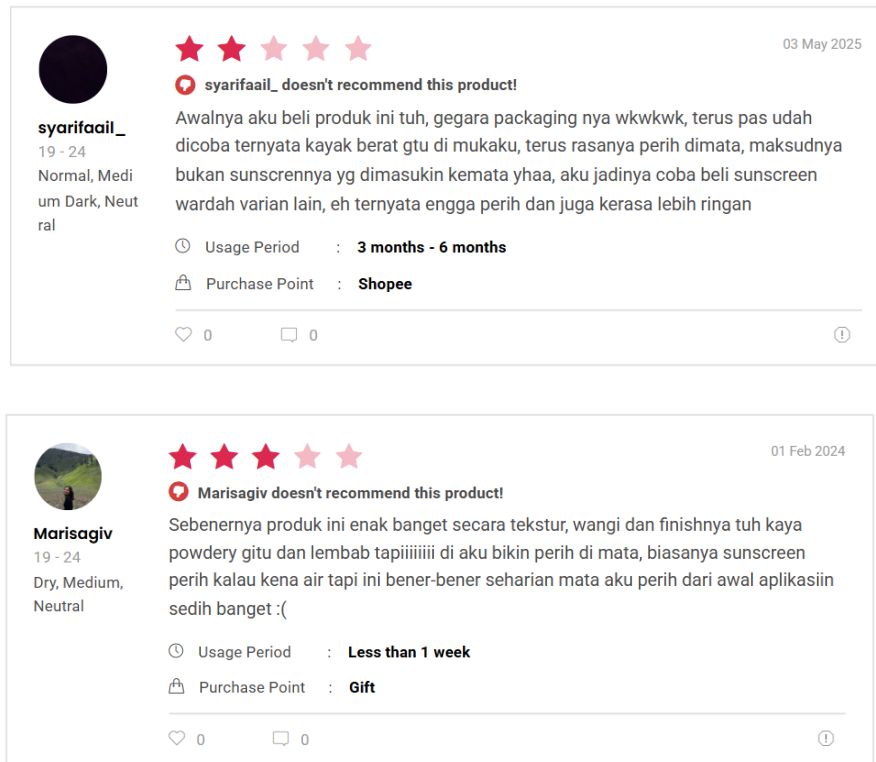 03 May 2025
syarifaail_ doesn't recommend this product!
syarifaail_
19 - 24
Normal, Medi
um Dark, Neut
ral
Awalnya aku beli produk ini tuh, gegara packaging nya wkwkwk, terus pas udah
dicoba ternyata kayak berat gtu di mukaku, terus rasanya perih dimata, maksudnya
bukan sunscrennya yg dimasukin kemata yhaa, aku jadinya coba beli sunscreen
wardah varian lain, eh ternyata engga perih dan juga kerasa lebih ringan
Usage Period : 3 months - 6 months
Purchase Point : Shopee
0 0
01 Feb 2024
Marisagiv doesn't recommend this product!
Marisagiv
19 - 24
Dry, Medium,
Neutral
Sebenernya produk ini enak banget secara tekstur, wangi dan finishnya tuh kaya
powdery gitu dan lembab tapiiiiiiii di aku bikin perih di mata, biasanya sunscreen
perih kalau kena air tapi ini bener-bener seharian mata aku perih dari awal aplikasiin
sedih banget :(
Usage Period : Less than 1 week
Purchase Point : Gift
0 0